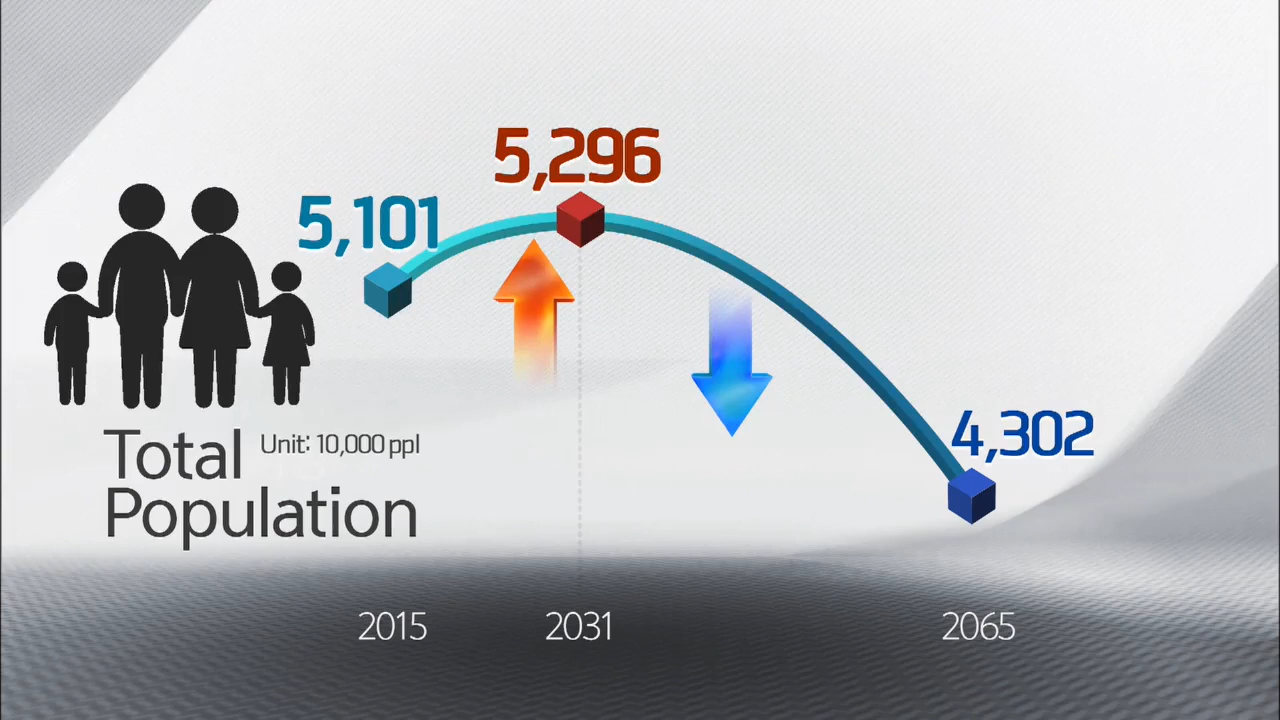 5,296
5,101
4,302
Total Unit: 10,000 ppl
Population
2015 2031 2065